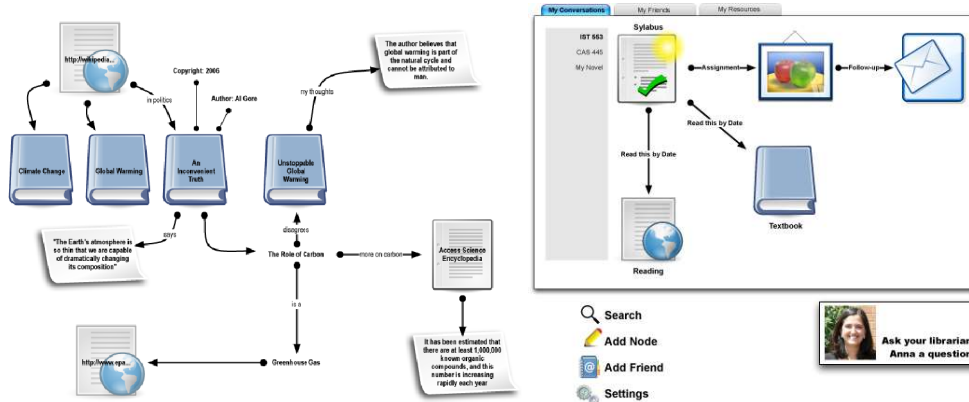 http://wikipedia...
in politics
Copyright: 2006
Author: Al Gore
my thoughts
The author believes that
global warming is part of
the natural cycle and
cannot be attributed to
man.
Climate Change
Global Warming
An
Inconvenient
Truth
Unstoppable
Global
Warming
says
"The Earth's atmosphere is
so thin that we are capable
of dramatically changing
its composition"
disagrees
The Role of Carbon
more on carbon
Access Science
Encyclopedia
is a
It has been estimated that
there are at least 1,000,000
known organic
compounds, and this
number is increasing
rapidly each year
http://www.epa...
Greenhouse Gas
My Conversations
My Friends
My Resources
IST 553
CAS 445
My Novel
Sylabus
Assignment
Follow-up
Read this by Date
Read this by Date
Textbook
Reading
Search
Add Node
Add Friend
Settings
Ask your librarian
Anna a question